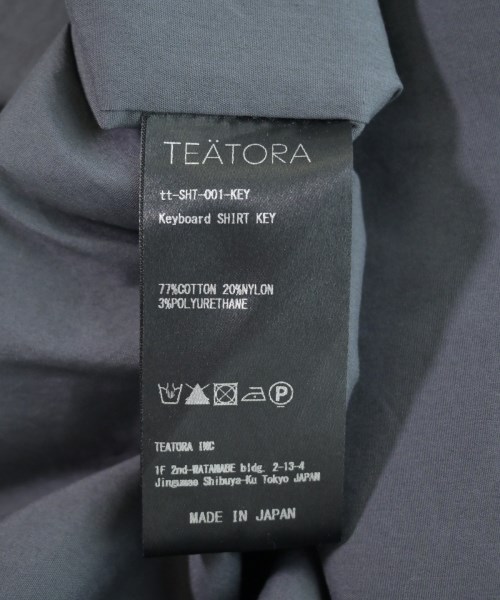 TEÄTORA
tt-SHT-001-KEY
Keyboard SHIRT KEY
77%COTTON 20%NYLON
3%POLYURETHANE
P
TEATORA INC
1F 2nd-WATANABE bldg. 2-13-4
Jingumae Shibuya-Ku Tokyo JAPAN
MADE IN JAPAN